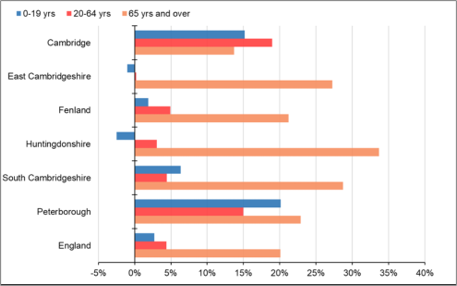 0-19 yrs 20-64 yrs 65 yrs and over
Cambridge
East Cambridgeshire
Fenland
Huntingdonshire
South Cambridgeshire
Peterborough
England
-5% 0% 5% 10% 15% 20% 25% 30% 35% 40%